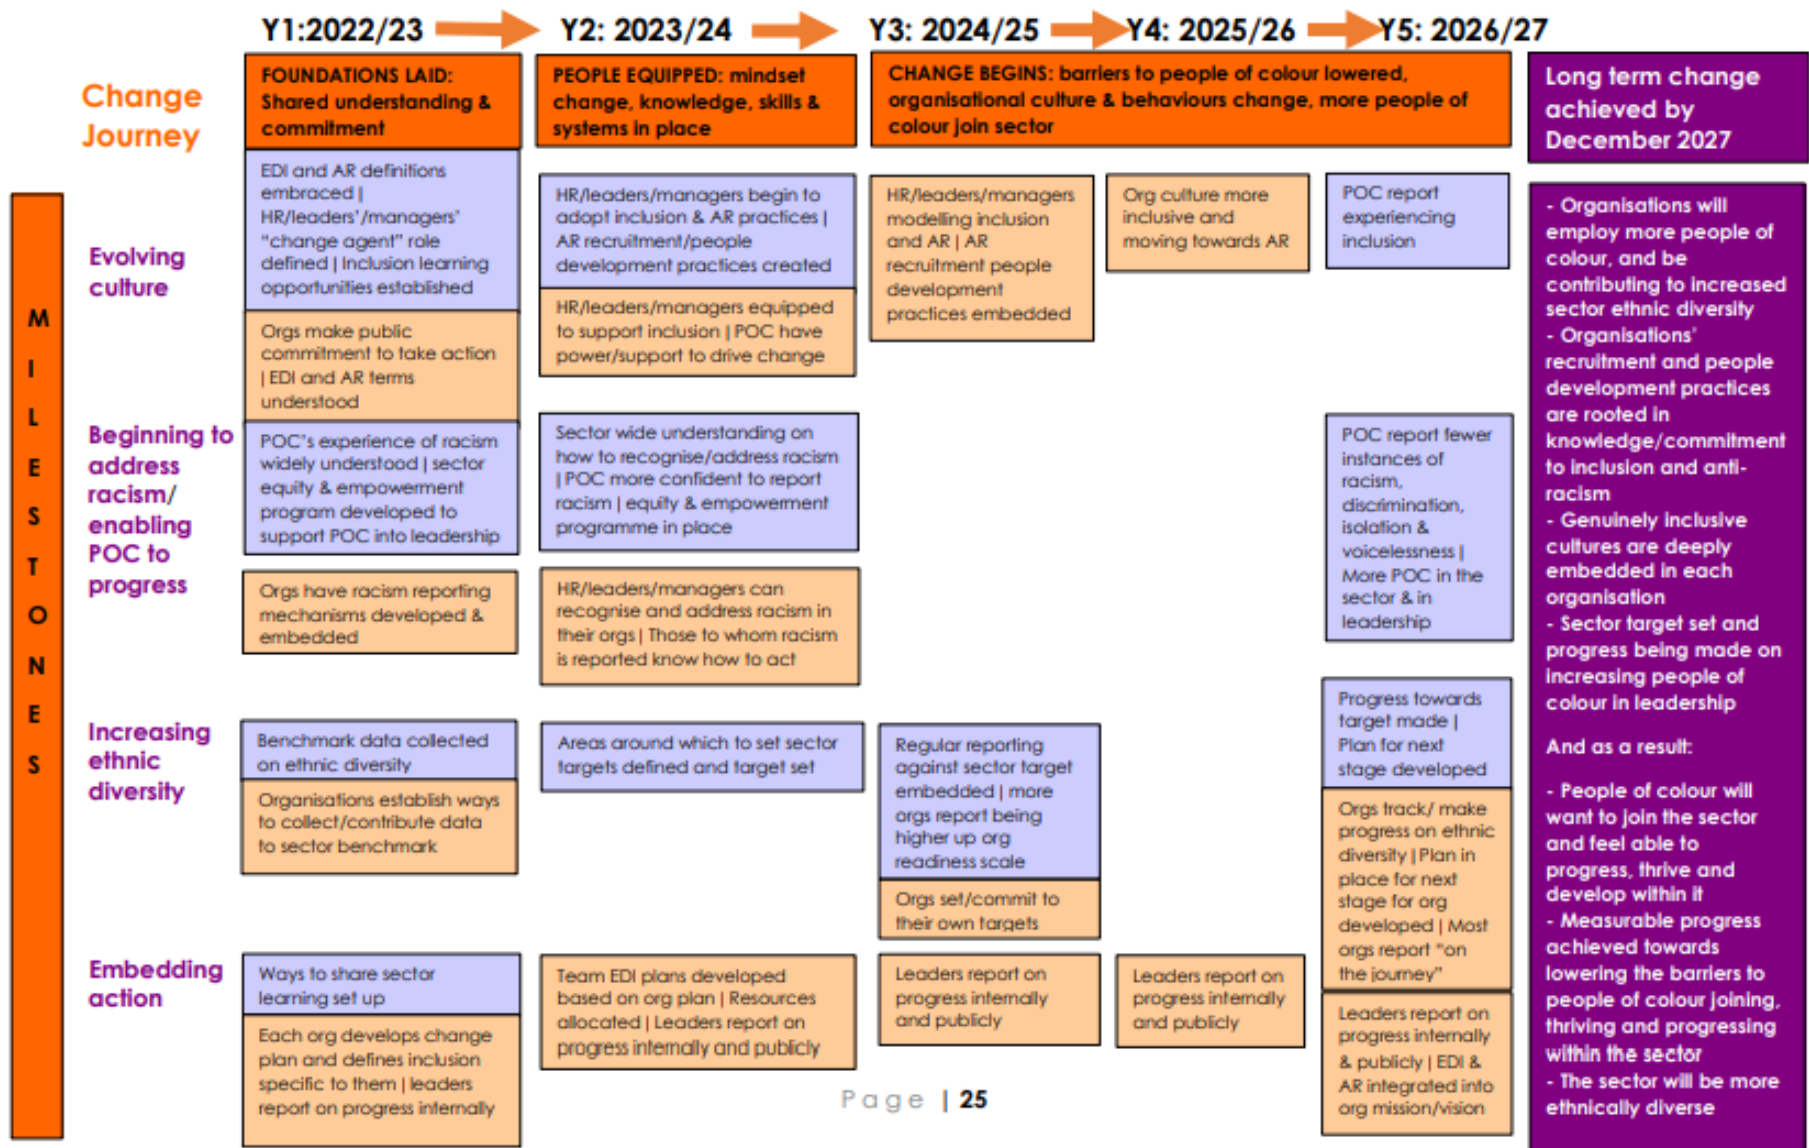 Y1:2022/23
Y2: 2023/24
Y3: 2024/25
Y4: 2025/26
Y5: 2026/27
Change
Journey
FOUNDATIONS LAID:
Shared understanding &
commitment
PEOPLE EQUIPPED: mindset
change, knowledge, skills &
systems in place
CHANGE BEGINS: barriers to people of colour lowered,
organisational culture & behaviours change, more people of
colour join sector
Long term change
achieved by
December 2027
M
I
L
E
S
T
O
N
E
S
Evolving
culture
EDI and AR definitions
embraced |
HR/leaders'/managers'
"change agent" role
defined | Inclusion learning
opportunities established
Orgs make public
commitment to take action
| EDI and AR terms
understood
HR/leaders/managers begin to
adopt inclusion & AR practices |
AR recruitment/people
development practices created
HR/leaders/managers equipped
to support inclusion | POC have
power/support to drive change
HR/leaders/managers
modelling inclusion
and AR | AR
recruitment people
development
practices embedded
Org culture more
inclusive and
moving towards AR
POC report
experiencing
inclusion
Beginning to
address
racism/
enabling
POC to
progress
POC's experience of racism
widely understood | sector
equity & empowerment
program developed to
support POC into leadership
Orgs have racism reporting
mechanisms developed &
embedded
Sector wide understanding on
how to recognise/address racism
| POC more confident to report
racism | equity & empowerment
programme in place
HR/leaders/managers can
recognise and address racism in
their orgs | Those to whom racism
is reported know how to act
POC report fewer
instances of
racism,
discrimination,
isolation &
voicelessness |
More POC in the
sector & in
leadership
Increasing
ethnic
diversity
Benchmark data collected
on ethnic diversity
Organisations establish ways
to collect/contribute data
to sector benchmark
Areas around which to set sector
targets defined and target set
Regular reporting
against sector target
embedded | more
orgs report being
higher up org
readiness scale
Orgs set/commit to
their own targets
Progress towards
target made |
Plan for next
stage developed
Orgs track/ make
progress on ethnic
diversity | Plan in
place for next
stage for org
developed | Most
orgs report "on
the journey"
Embedding
action
Ways to share sector
learning set up
Each org develops change
plan and defines inclusion
specific to them | leaders
report on progress internally
Team EDI plans developed
based on org plan | Resources
allocated | Leaders report on
progress internally and publicly
Leaders report on
progress internally
and publicly
Leaders report on
progress internally
and publicly
Leaders report on
progress internally
& publicly | EDI &
AR integrated into
org mission/vision
- Organisations will
employ more people of
colour, and be
contributing to increased
sector ethnic diversity
- Organisations'
recruitment and people
development practices
are rooted in
knowledge/commitment
to inclusion and anti-
racism
- Genuinely inclusive
cultures are deeply
embedded in each
organisation
- Sector target set and
progress being made on
increasing people of
colour in leadership
And as a result:
- People of colour will
want to join the sector
and feel able to
progress, thrive and
develop within it
- Measurable progress
achieved towards
lowering the barriers to
people of colour joining,
thriving and progressing
within the sector
- The sector will be more
ethnically diverse
Page | 25